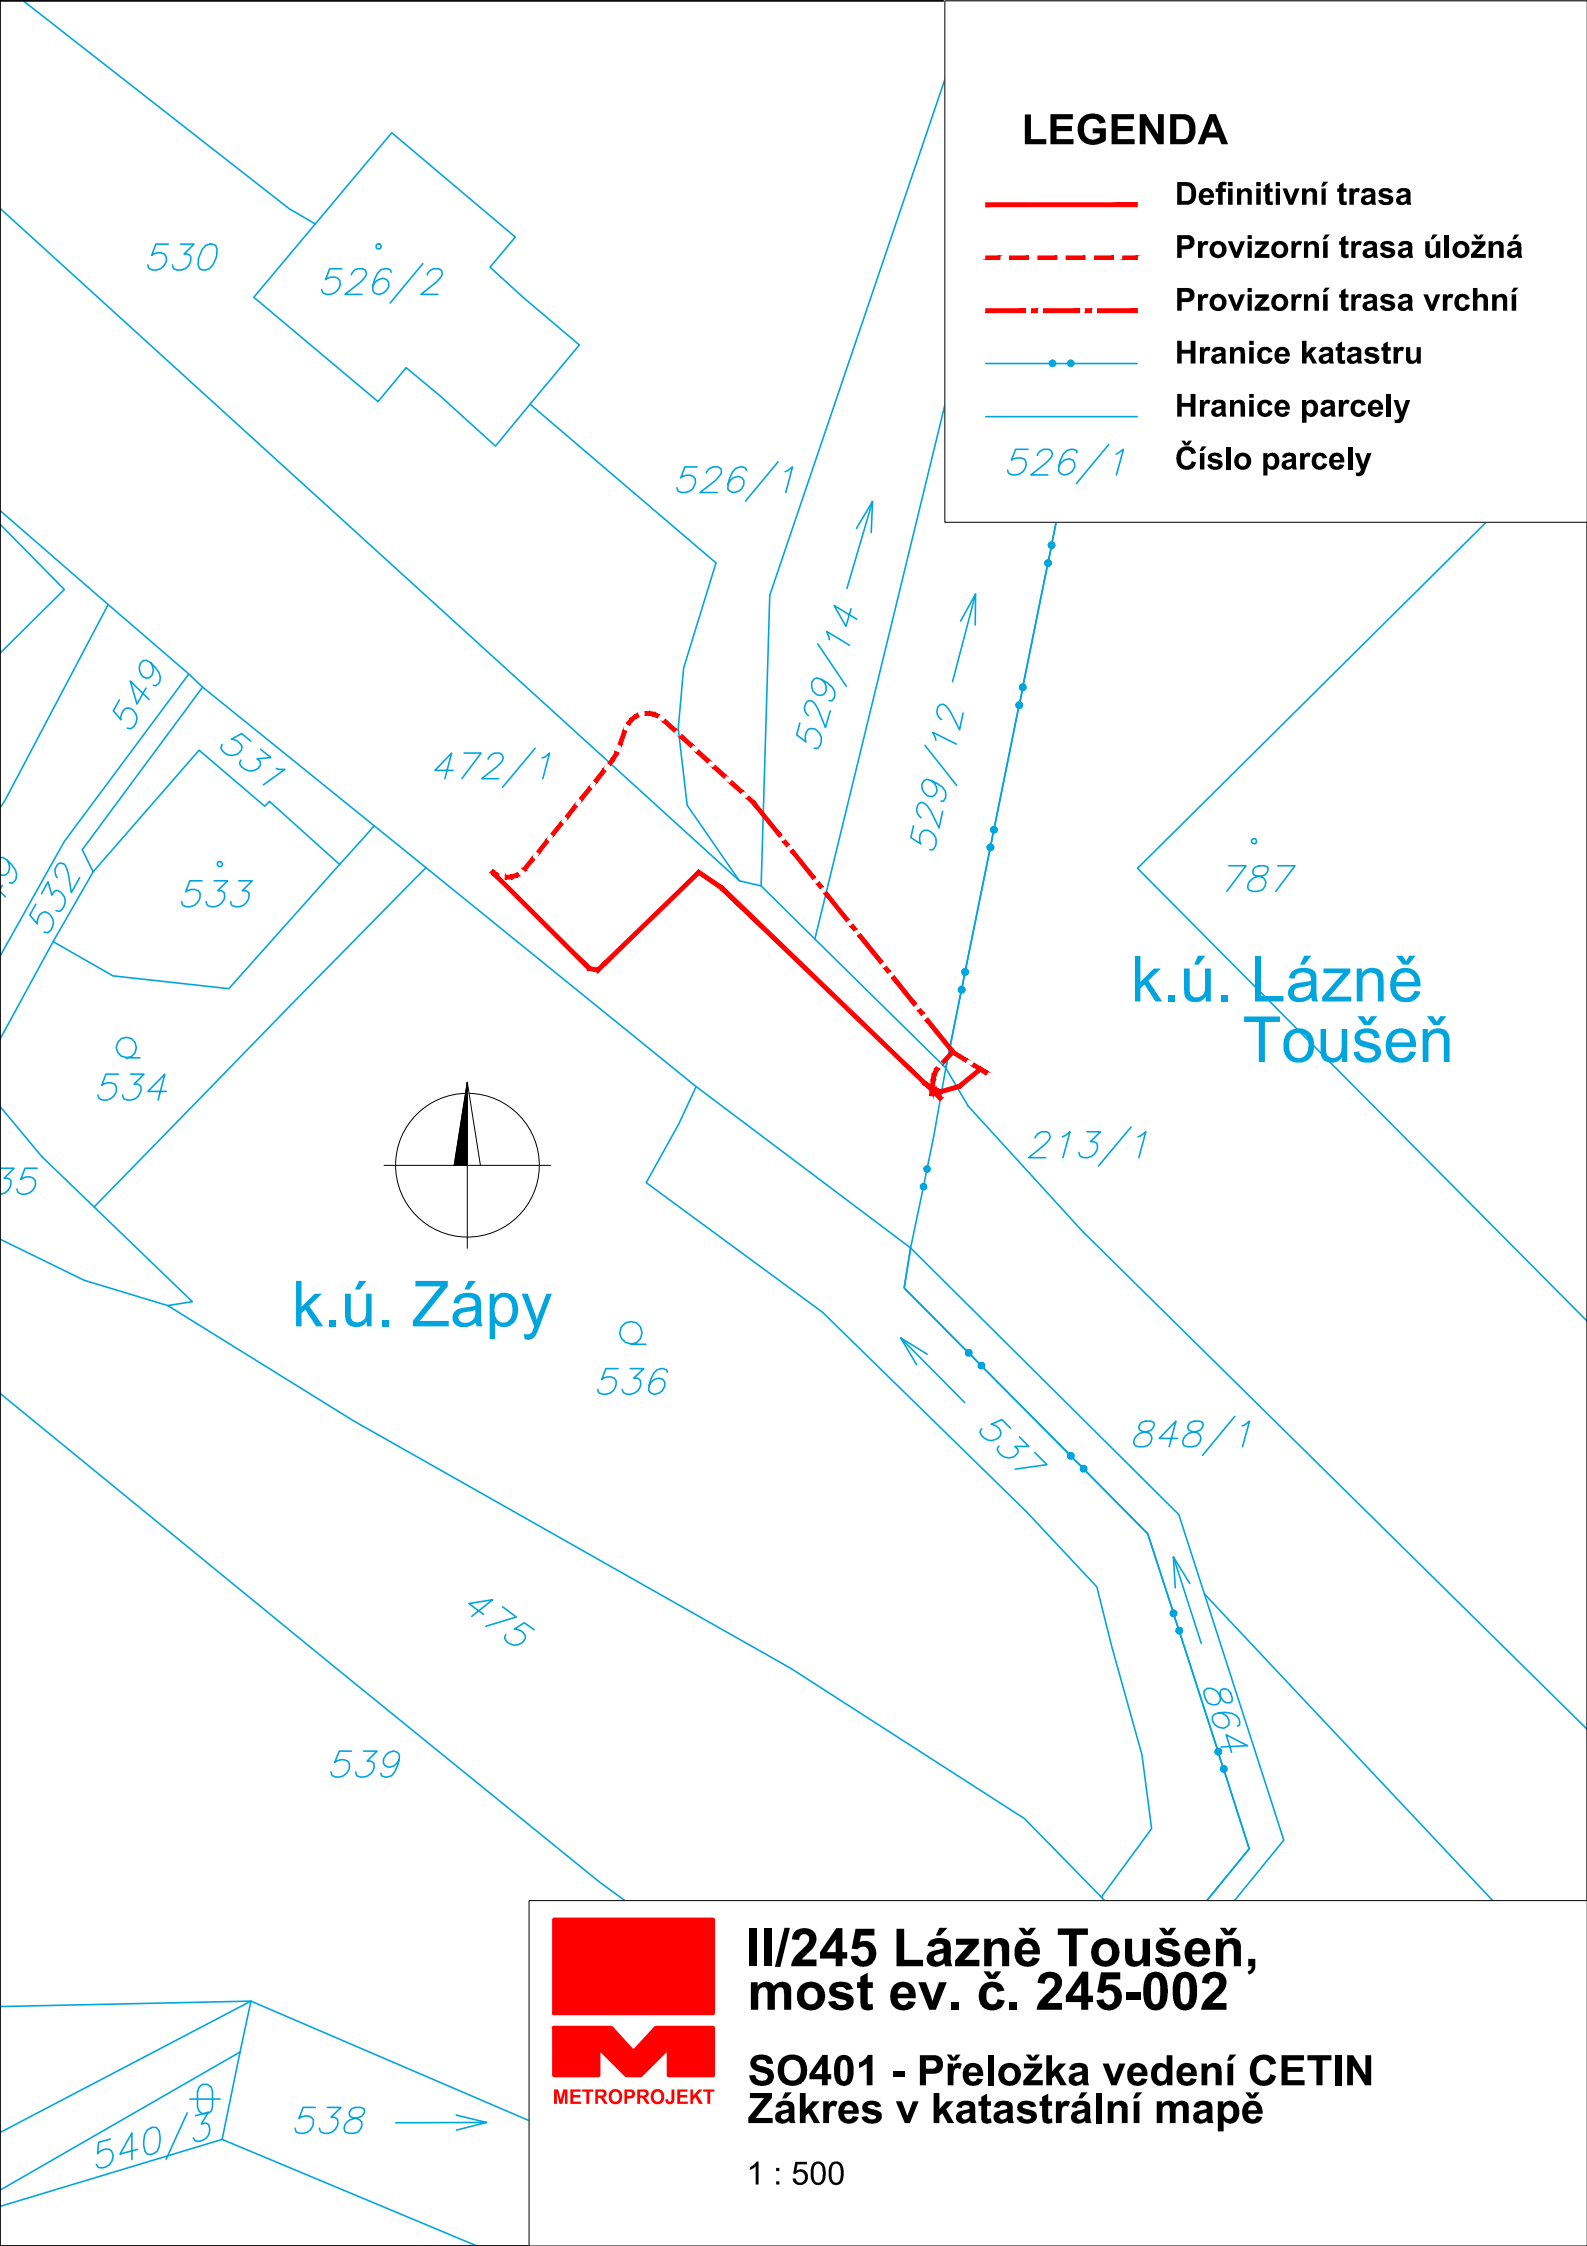 LEGENDA
Definitivní trasa
Provizorní trasa úložná
Provizorní trasa vrchní
Hranice katastru
Hranice parcely
526/1 Číslo parcely
530
526/2
526/1
529/14
529/12
549
531
472/1
532
533
787
k.ú. Lázně
Toušeň
534
213/1
35
k.ú. Zápy
536
537
848/1
475
864
539
540/3
538
II/245 Lázně Toušeň,
most ev. č. 245-002
SO401 - Přeložka vedení CETIN
Zákres v katastrální mapě
METROPROJEKT
1 : 500